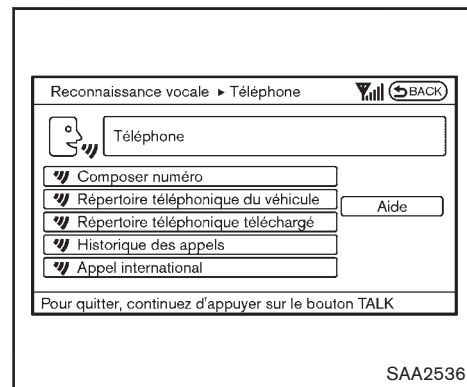 Reconnaissance vocale ▸ Téléphone BACK
Téléphone
Composer numéro
Répertoire téléphonique du véhicule
Aide
Répertoire téléphonique téléchargé
Historique des appels
Appel international
Pour quitter, continuez d'appuyer sur le bouton TALK
SAA2536